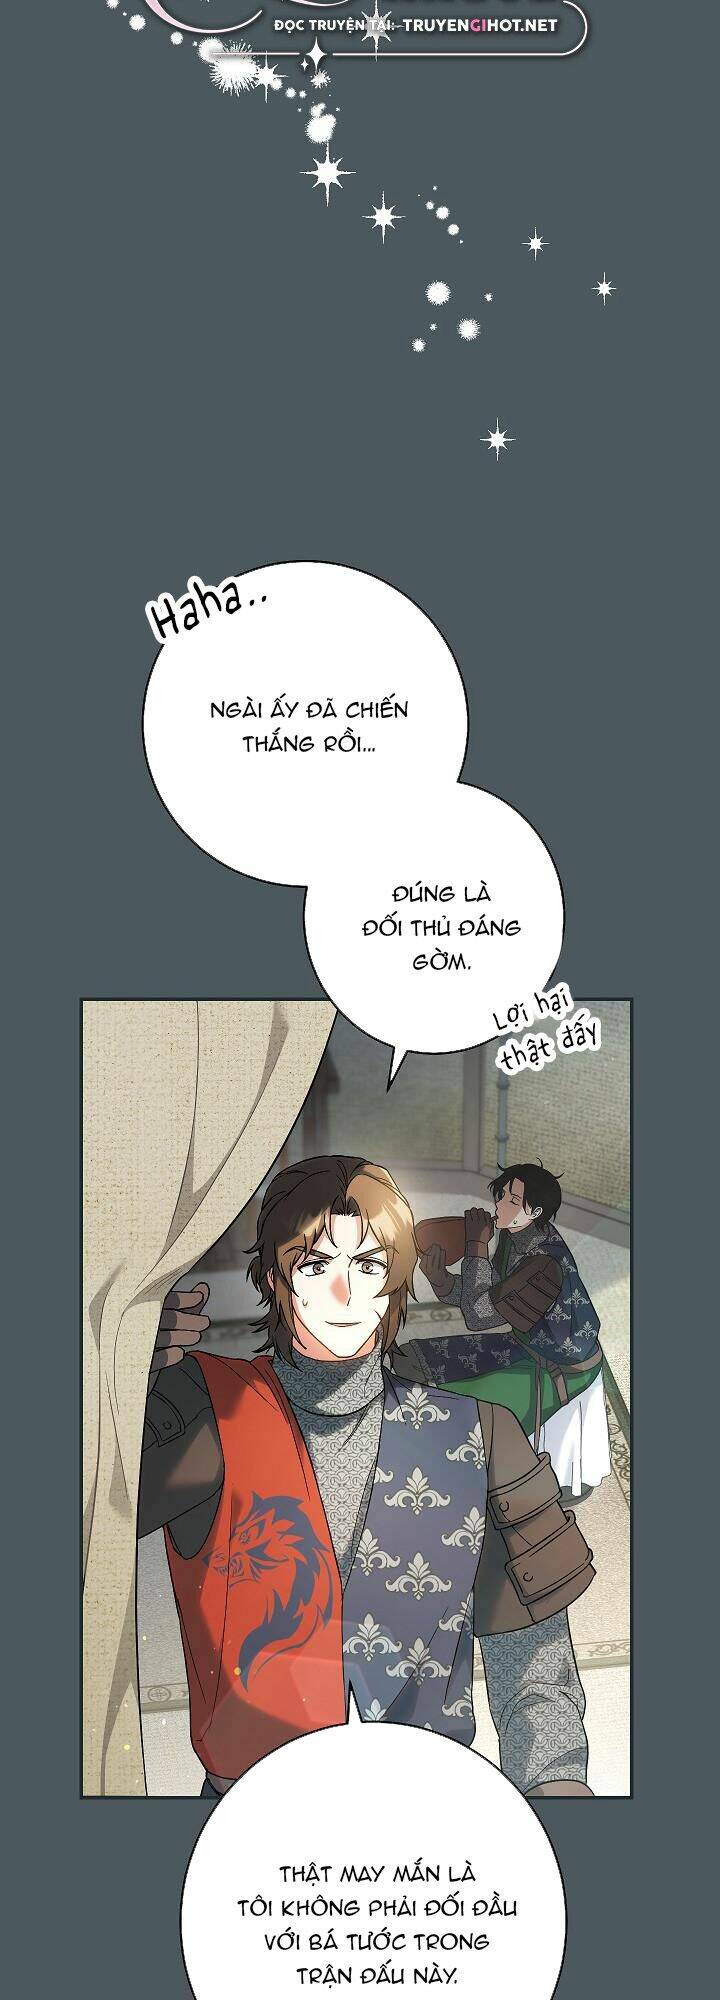 ĐỌC TRUYỆN TẠI: TRUYENGIHOT.NET
Haha..
NGÀI ẤY ĐÃ CHIẾN
THẮNG RỒI...
ĐÚNG LÀ
ĐỐI THỦ ĐÁNG
GỜM.
Lợi hại
thật đấy
THẬT MAY MẮN LÀ
TÔI KHÔNG PHẢI ĐỐI ĐẦU
VỚI BÁ TƯỚC TRONG
TRẬN ĐẤU NÀY.